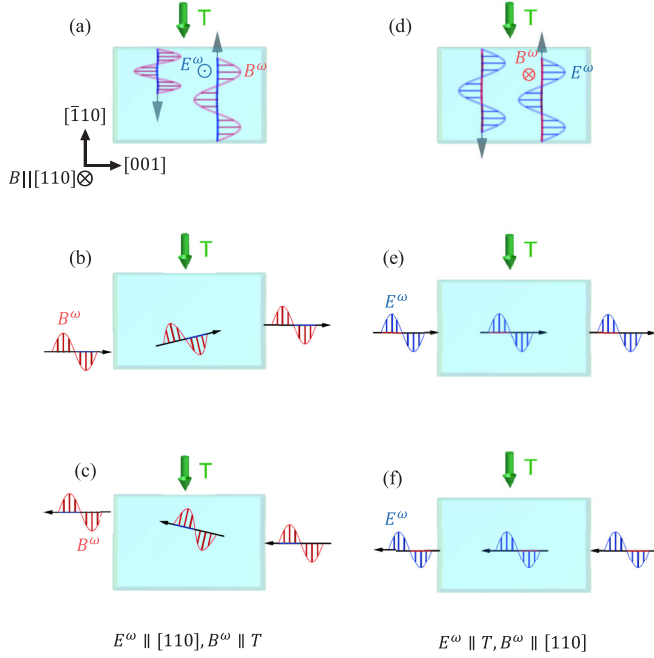 (a)
T
(d)
T
E^ω ⊙
B^ω
B^ω
⊗
E^ω
[1̄10]
[001]
B||[110]⊗
(b)
T
(e)
T
B^ω
E^ω
(c)
T
(f)
T
B^ω
E^ω
E^ω ∥ [110], B^ω ∥ T
E^ω ∥ T, B^ω ∥ [110]